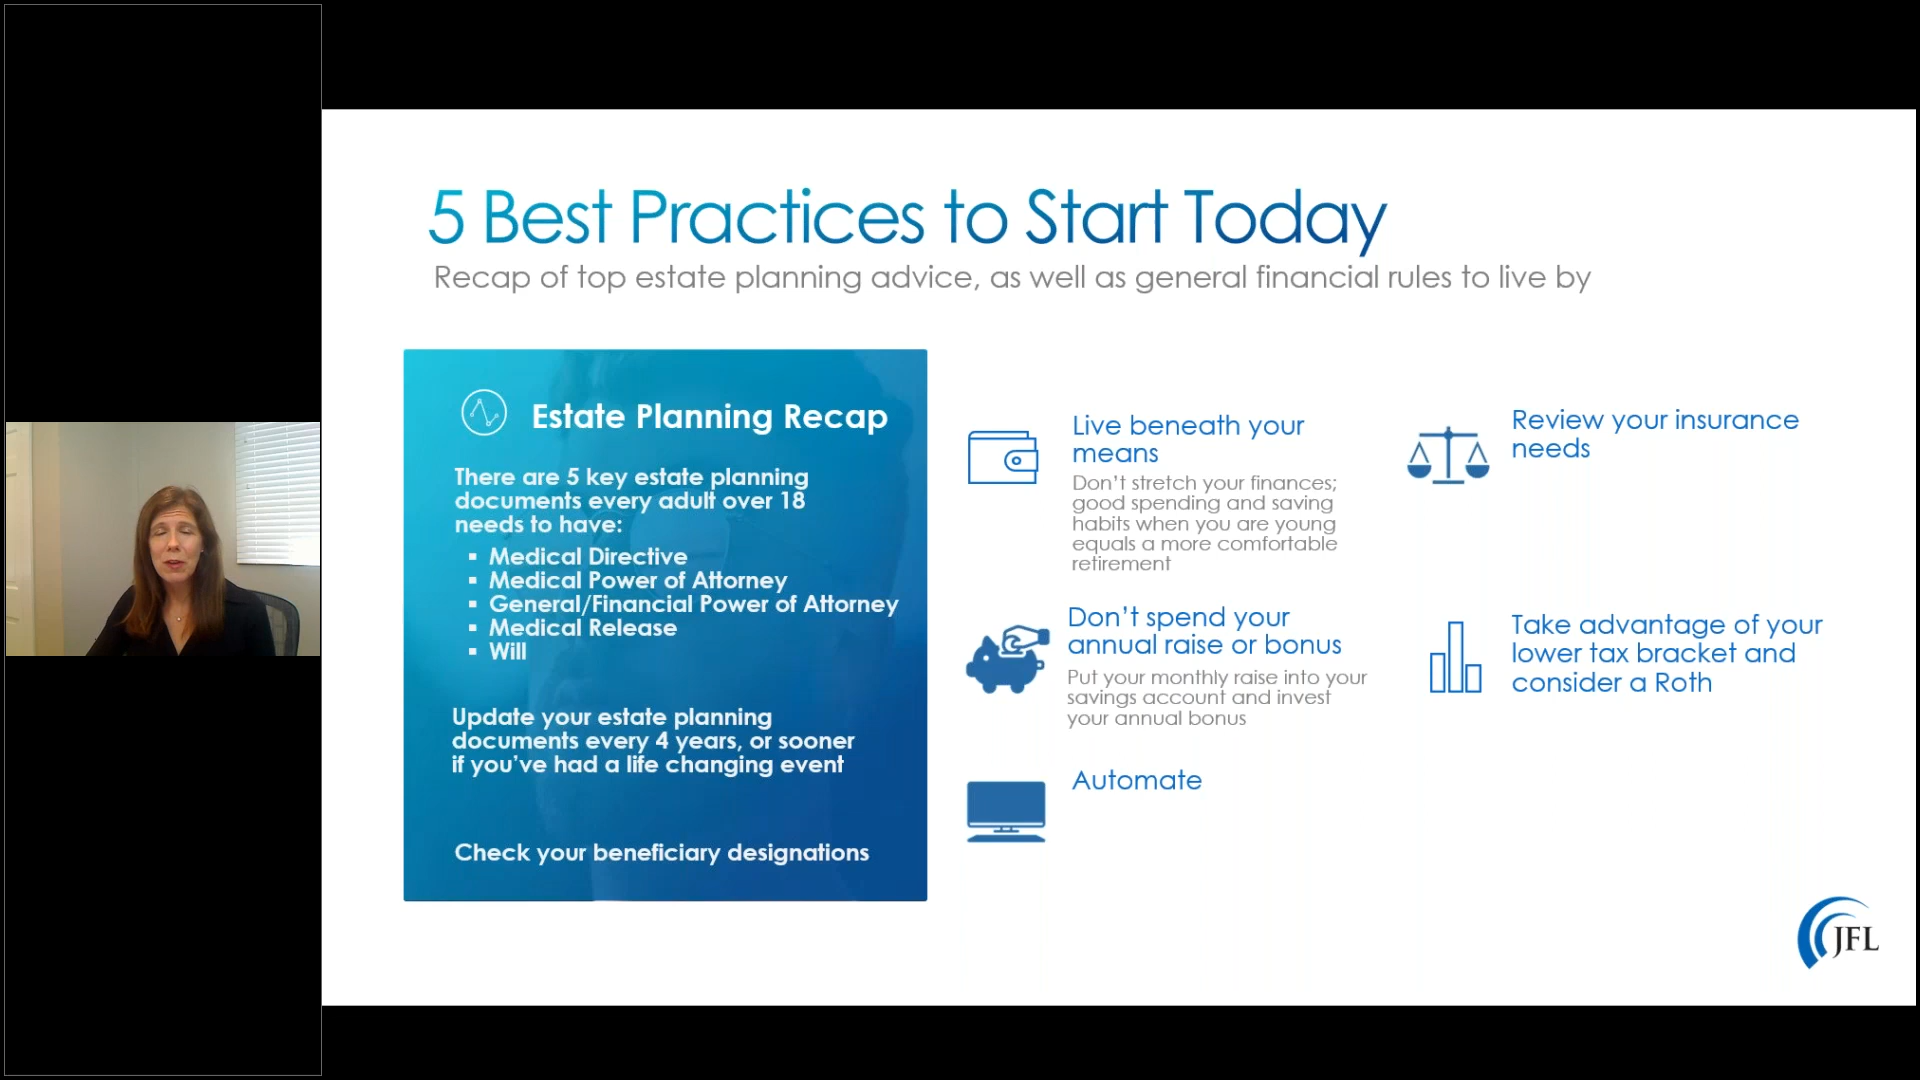 5 Best Practices to Start Today
Recap of top estate planning advice, as well as general financial rules to live by
Estate Planning Recap
There are 5 key estate planning
documents every adult over 18
needs to have:
▪ Medical Directive
▪ Medical Power of Attorney
▪ General/Financial Power of Attorney
▪ Medical Release
▪ Will
Update your estate planning
documents every 4 years, or sooner
if you’ve had a life changing event
Check your beneficiary designations
Live beneath your
means
Don’t stretch your finances;
good spending and saving
habits when you are young
equals a more comfortable
retirement
Don’t spend your
annual raise or bonus
Put your monthly raise into your
savings account and invest
your annual bonus
Automate
Review your insurance
needs
Take advantage of your
lower tax bracket and
consider a Roth
JFL